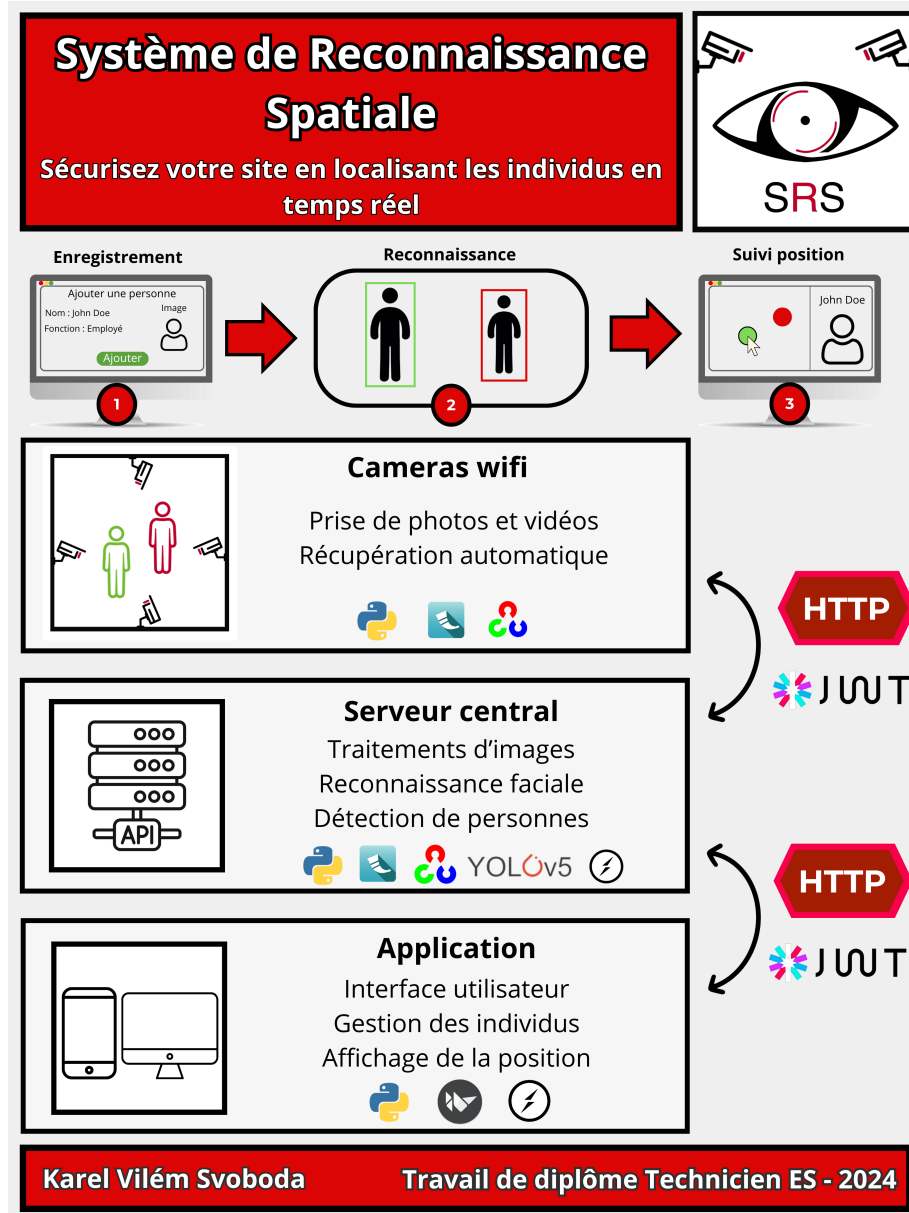 Système de Reconnaissance
Spatiale
Sécurisez votre site en localisant les individus en
temps réel
SRS
Enregistrement
Reconnaissance
Suivi position
Ajouter une personne
Nom : John Doe
Image
Fonction : Employé
Ajouter
John Doe
1
2
3
Cameras wifi
Prise de photos et vidéos
Récupération automatique
HTTP
JWT
Serveur central
Traitements d'images
Reconnaissance faciale
Détection de personnes
API
YOLOv5
HTTP
JWT
Application
Interface utilisateur
Gestion des individus
Affichage de la position
Karel Vilém Svoboda
Travail de diplôme Technicien ES - 2024